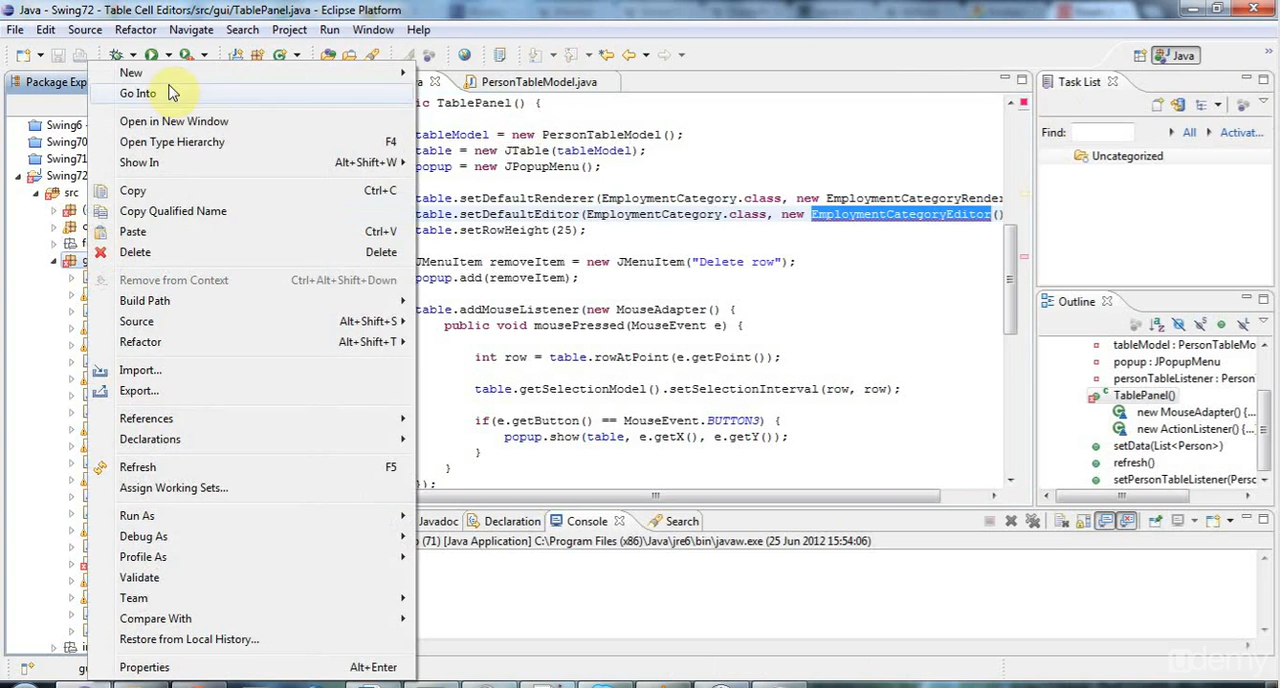 Java - Swing72 - Table Cell Editors/src/gui/TablePanel.java - Eclipse Platform
File Edit Source Refactor Navigate Search Project Run Window Help
Java
Package Exp
PersonTableModel.java
Task List
Swing6
Swing70
Swing71
Swing72
src
New
Go Into
Open in New Window
Open Type Hierarchy F4
Show In Alt+Shift+W
Copy Ctrl+C
Copy Qualified Name
Paste Ctrl+V
Delete Delete
Remove from Context Ctrl+Alt+Shift+Down
Build Path
Source Alt+Shift+S
Refactor Alt+Shift+T
Import...
Export...
References
Declarations
Refresh F5
Assign Working Sets...
Run As
Debug As
Profile As
Validate
Team
Compare With
Restore from Local History...
Properties Alt+Enter
ic TablePanel() {
tableModel = new PersonTableModel();
table = new JTable(tableModel);
popup = new JPopupMenu();
table.setDefaultRenderer(EmploymentCategory.class, new EmploymentCategoryRende
table.setDefaultEditor(EmploymentCategory.class, new EmploymentCategoryEditor()
table.setRowHeight(25);
JMenuItem removeItem = new JMenuItem("Delete row");
popup.add(removeItem);
table.addMouseListener(new MouseAdapter() {
public void mousePressed(MouseEvent e) {
int row = table.rowAtPoint(e.getPoint());
table.getSelectionModel().setSelectionInterval(row, row);
if(e.getButton() == MouseEvent.BUTTON3) {
popup.show(table, e.getX(), e.getY());
}
}
});
Find: All Activat...
Uncategorized
Outline
tableModel : PersonTableMo
popup : JPopupMenu
personTableListener : Person
TablePanel()
new MouseAdapter() {...
new ActionListener() {...
setData(List<Person>)
refresh()
setPersonTableListener(Perso
Javadoc Declaration Console Search
(71) [Java Application] C:\Program Files (x86)\Java\jre6\bin\javaw.exe (25 Jun 2012 15:54:06)
udemy